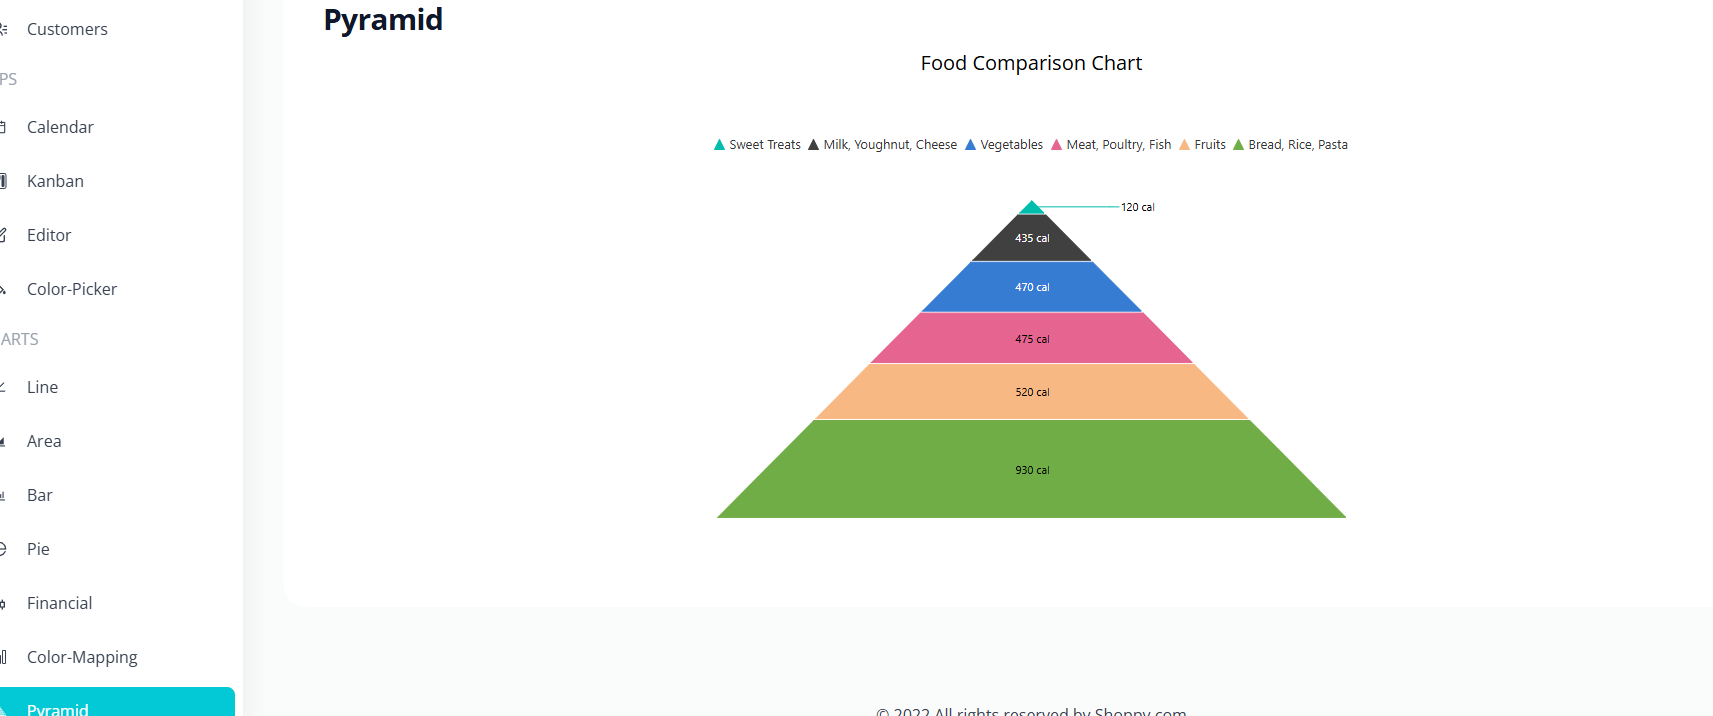 Customers
PS
Calendar
Kanban
Editor
Color-Picker
ARTS
Line
Area
Bar
Pie
Financial
Color-Mapping
Pyramid
Pyramid
Food Comparison Chart
Sweet Treats Milk, Youghnut, Cheese Vegetables Meat, Poultry, Fish Fruits Bread, Rice, Pasta
120 cal
435 cal
470 cal
475 cal
520 cal
930 cal
© 2022 All rights reserved by Shoppy.com